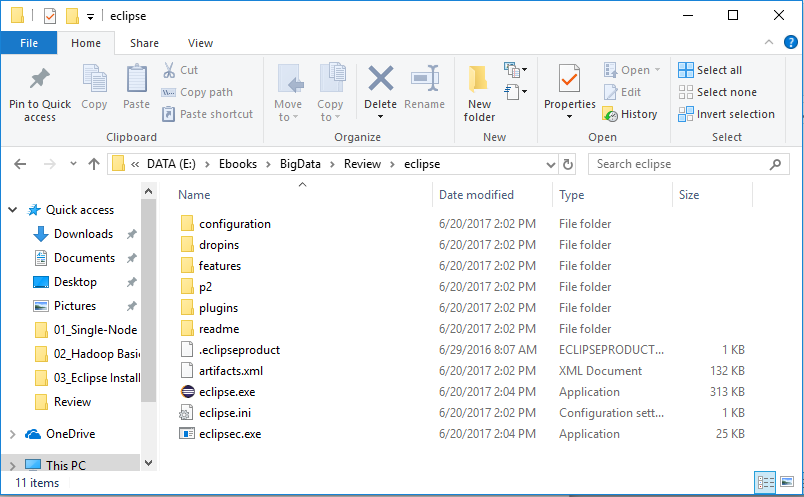 eclipse
File Home Share View
Pin to Quick access
Copy
Paste
Cut
Copy path
Paste shortcut
Clipboard
Move to
Copy to
Delete
Rename
Organize
New folder
New
Properties
Open
Edit
History
Open
Select all
Select none
Invert selection
Select
« DATA (E:) > Ebooks > BigData > Review > eclipse
Search eclipse
Quick access
Downloads
Documents
Desktop
Pictures
01_Single-Node
02_Hadoop Basic
03_Eclipse Install
Review
OneDrive
This PC
Name Date modified Type Size
configuration 6/20/2017 2:02 PM File folder
dropins 6/20/2017 2:02 PM File folder
features 6/20/2017 2:02 PM File folder
p2 6/20/2017 2:02 PM File folder
plugins 6/20/2017 2:02 PM File folder
readme 6/20/2017 2:02 PM File folder
.eclipseproduct 6/29/2016 8:07 AM ECLIPSEPRODUCT... 1 KB
artifacts.xml 6/20/2017 2:02 PM XML Document 132 KB
eclipse.exe 6/20/2017 2:04 PM Application 313 KB
eclipse.ini 6/20/2017 2:02 PM Configuration sett... 1 KB
eclipsec.exe 6/20/2017 2:04 PM Application 25 KB
11 items